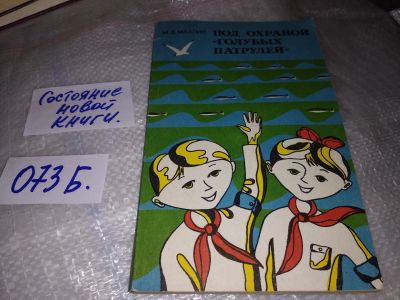 ПОД ОХРАНОЙ
«ГОЛУБЫХ
ПАТРУЛЕЙ»
Состояние
новой
книги.
073 Б.